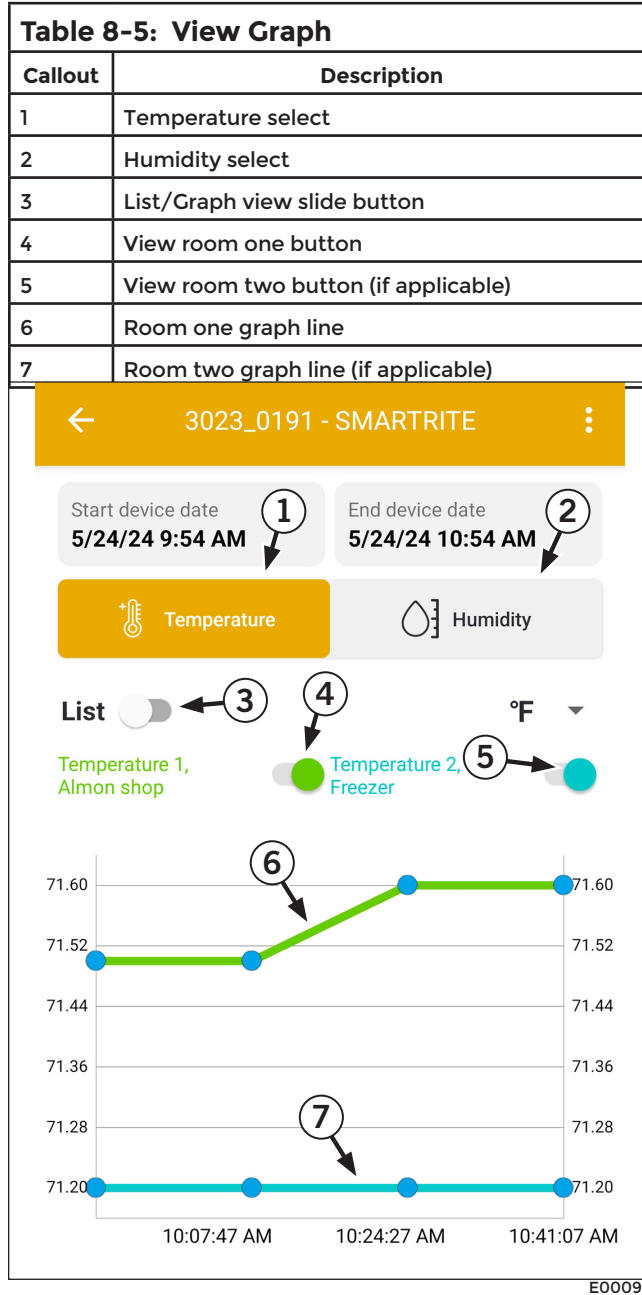 Table 8-5: View Graph
Callout Description
1 Temperature select
2 Humidity select
3 List/Graph view slide button
4 View room one button
5 View room two button (if applicable)
6 Room one graph line
7 Room two graph line (if applicable)
3023_0191 - SMARTRITE
Start device date 1 End device date 2
5/24/24 9:54 AM 5/24/24 10:54 AM
Temperature Humidity
List 3 4 °F
Temperature 1, Temperature 2, 5
Almon shop Freezer
6
71.60 71.60
71.52 71.52
71.44 71.44
71.36 71.36
71.28 7 71.28
71.20 71.20
10:07:47 AM 10:24:27 AM 10:41:07 AM
E0009